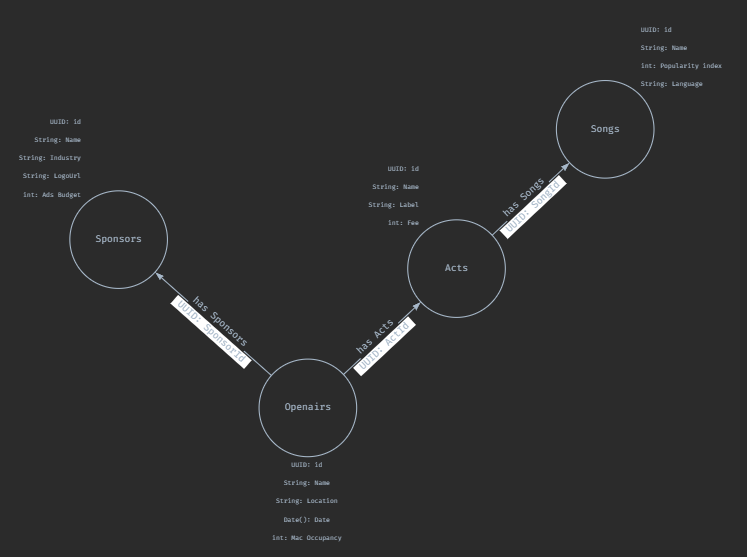 UUID: id
String: Name
int: Popularity index
String: Language
Songs
UUID: id
String: Name
String: Industry
String: LogoUrl
int: Ads Budget
Sponsors
UUID: id
String: Name
String: Label
int: Fee
Acts
has Songs
UUID: SongId
has Sponsors
UUID: SponsorId
has Acts
UUID: ActId
Openairs
UUID: id
String: Name
String: Location
Date(): Date
int: Mac Occupancy